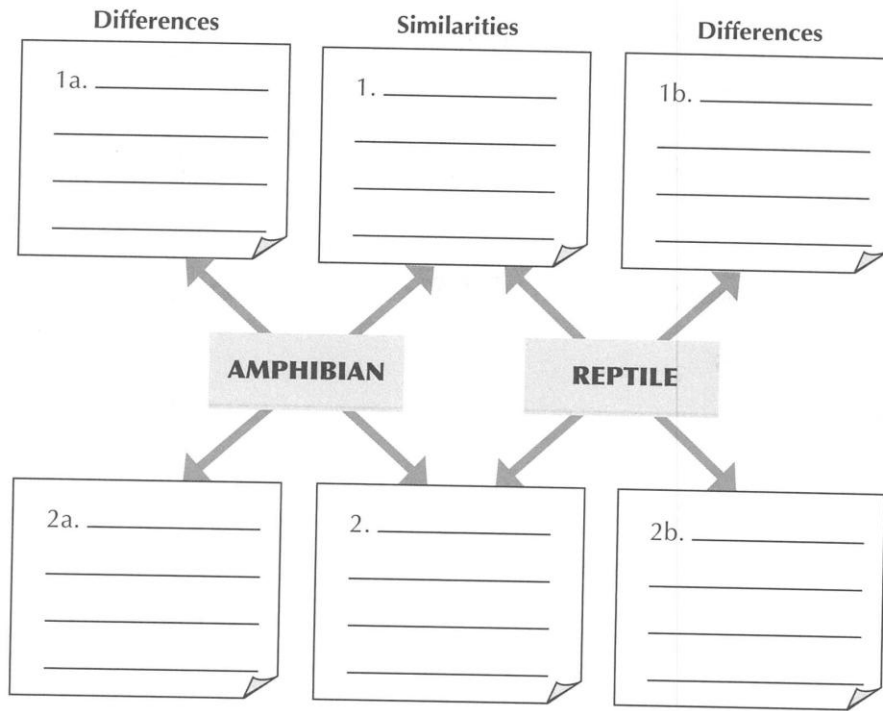 Differences
Similarities
Differences
1a.
1.
1b.
AMPHIBIAN
REPTILE
2a.
2.
2b.